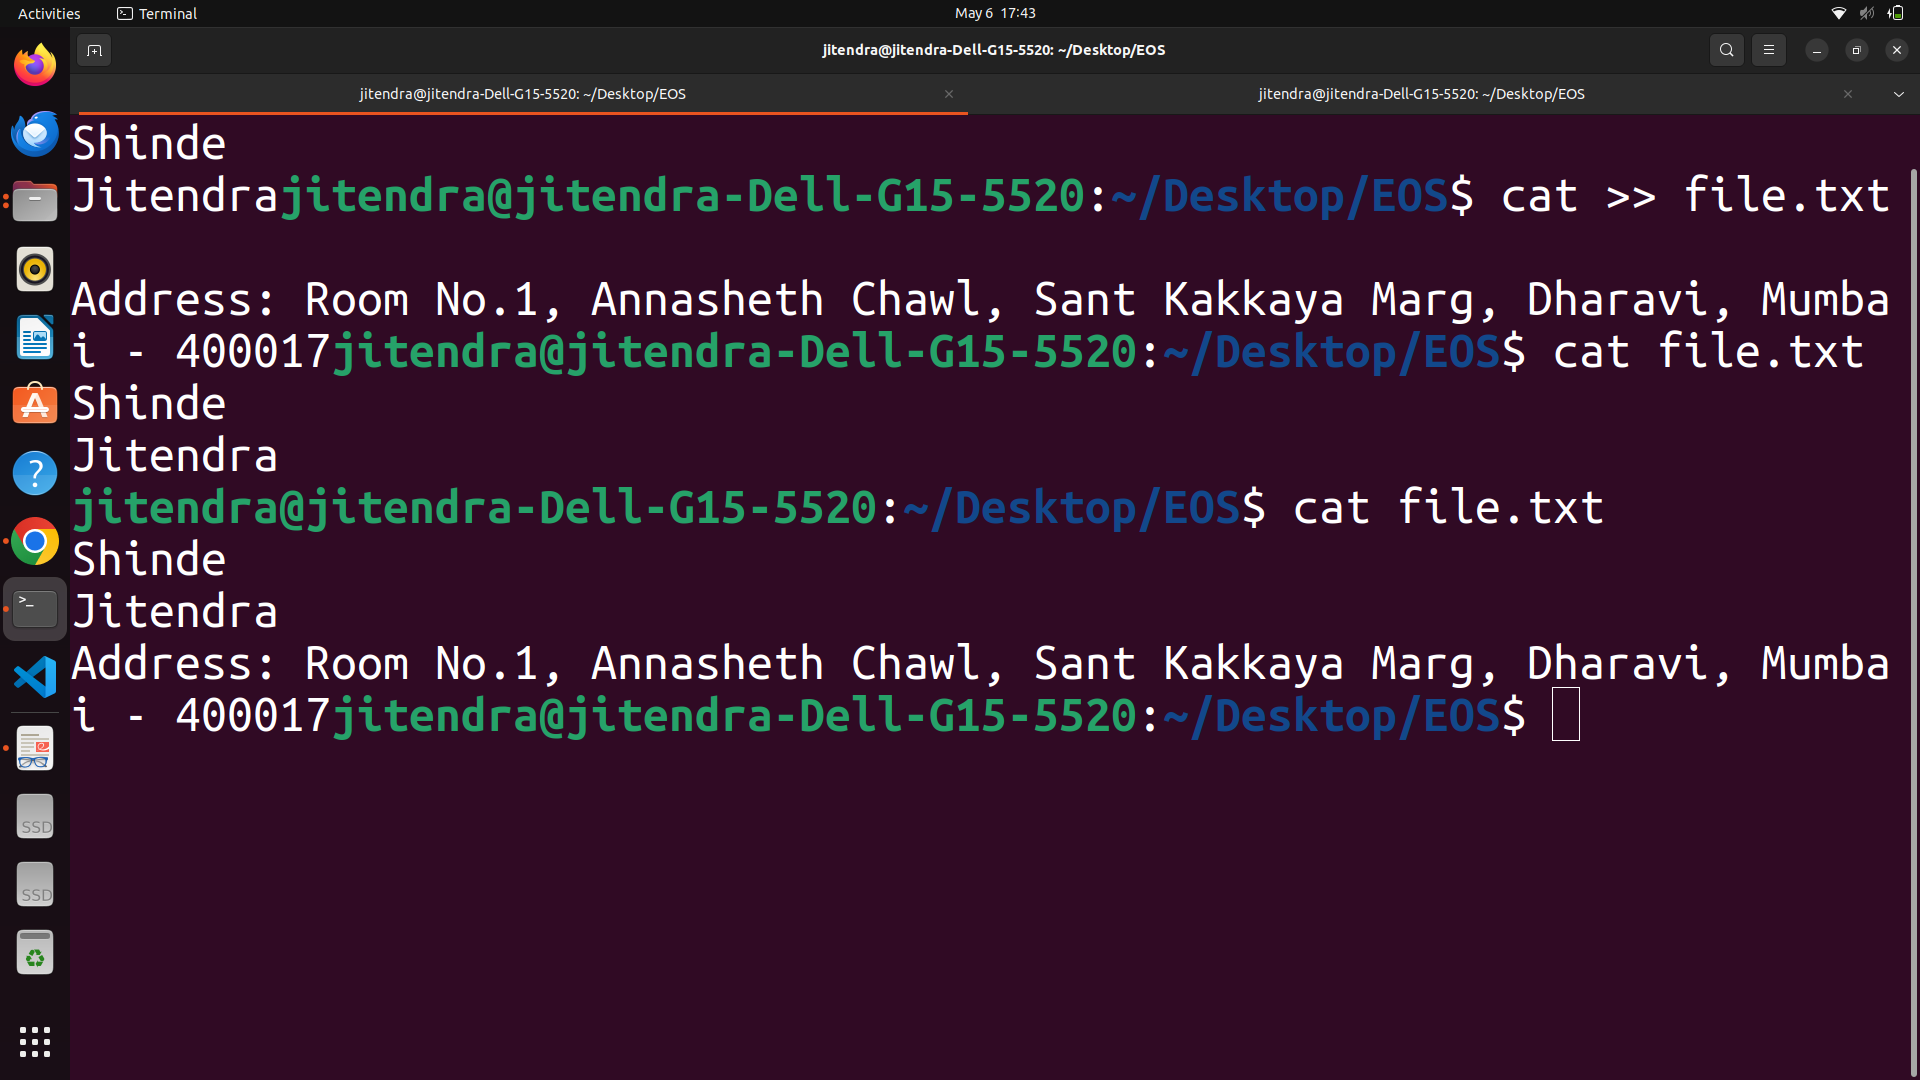 Activities Terminal May 6 17:43
jitendra@jitendra-Dell-G15-5520: ~/Desktop/EOS
jitendra@jitendra-Dell-G15-5520: ~/Desktop/EOS jitendra@jitendra-Dell-G15-5520: ~/Desktop/EOS
Shinde
Jitendrajitendra@jitendra-Dell-G15-5520:~/Desktop/EOS$ cat >> file.txt
Address: Room No.1, Annasheth Chawl, Sant Kakkaya Marg, Dharavi, Mumba
i - 400017jitendra@jitendra-Dell-G15-5520:~/Desktop/EOS$ cat file.txt
Shinde
Jitendra
jitendra@jitendra-Dell-G15-5520:~/Desktop/EOS$ cat file.txt
Shinde
Jitendra
Address: Room No.1, Annasheth Chawl, Sant Kakkaya Marg, Dharavi, Mumba
i - 400017jitendra@jitendra-Dell-G15-5520:~/Desktop/EOS$
SSD
SSD